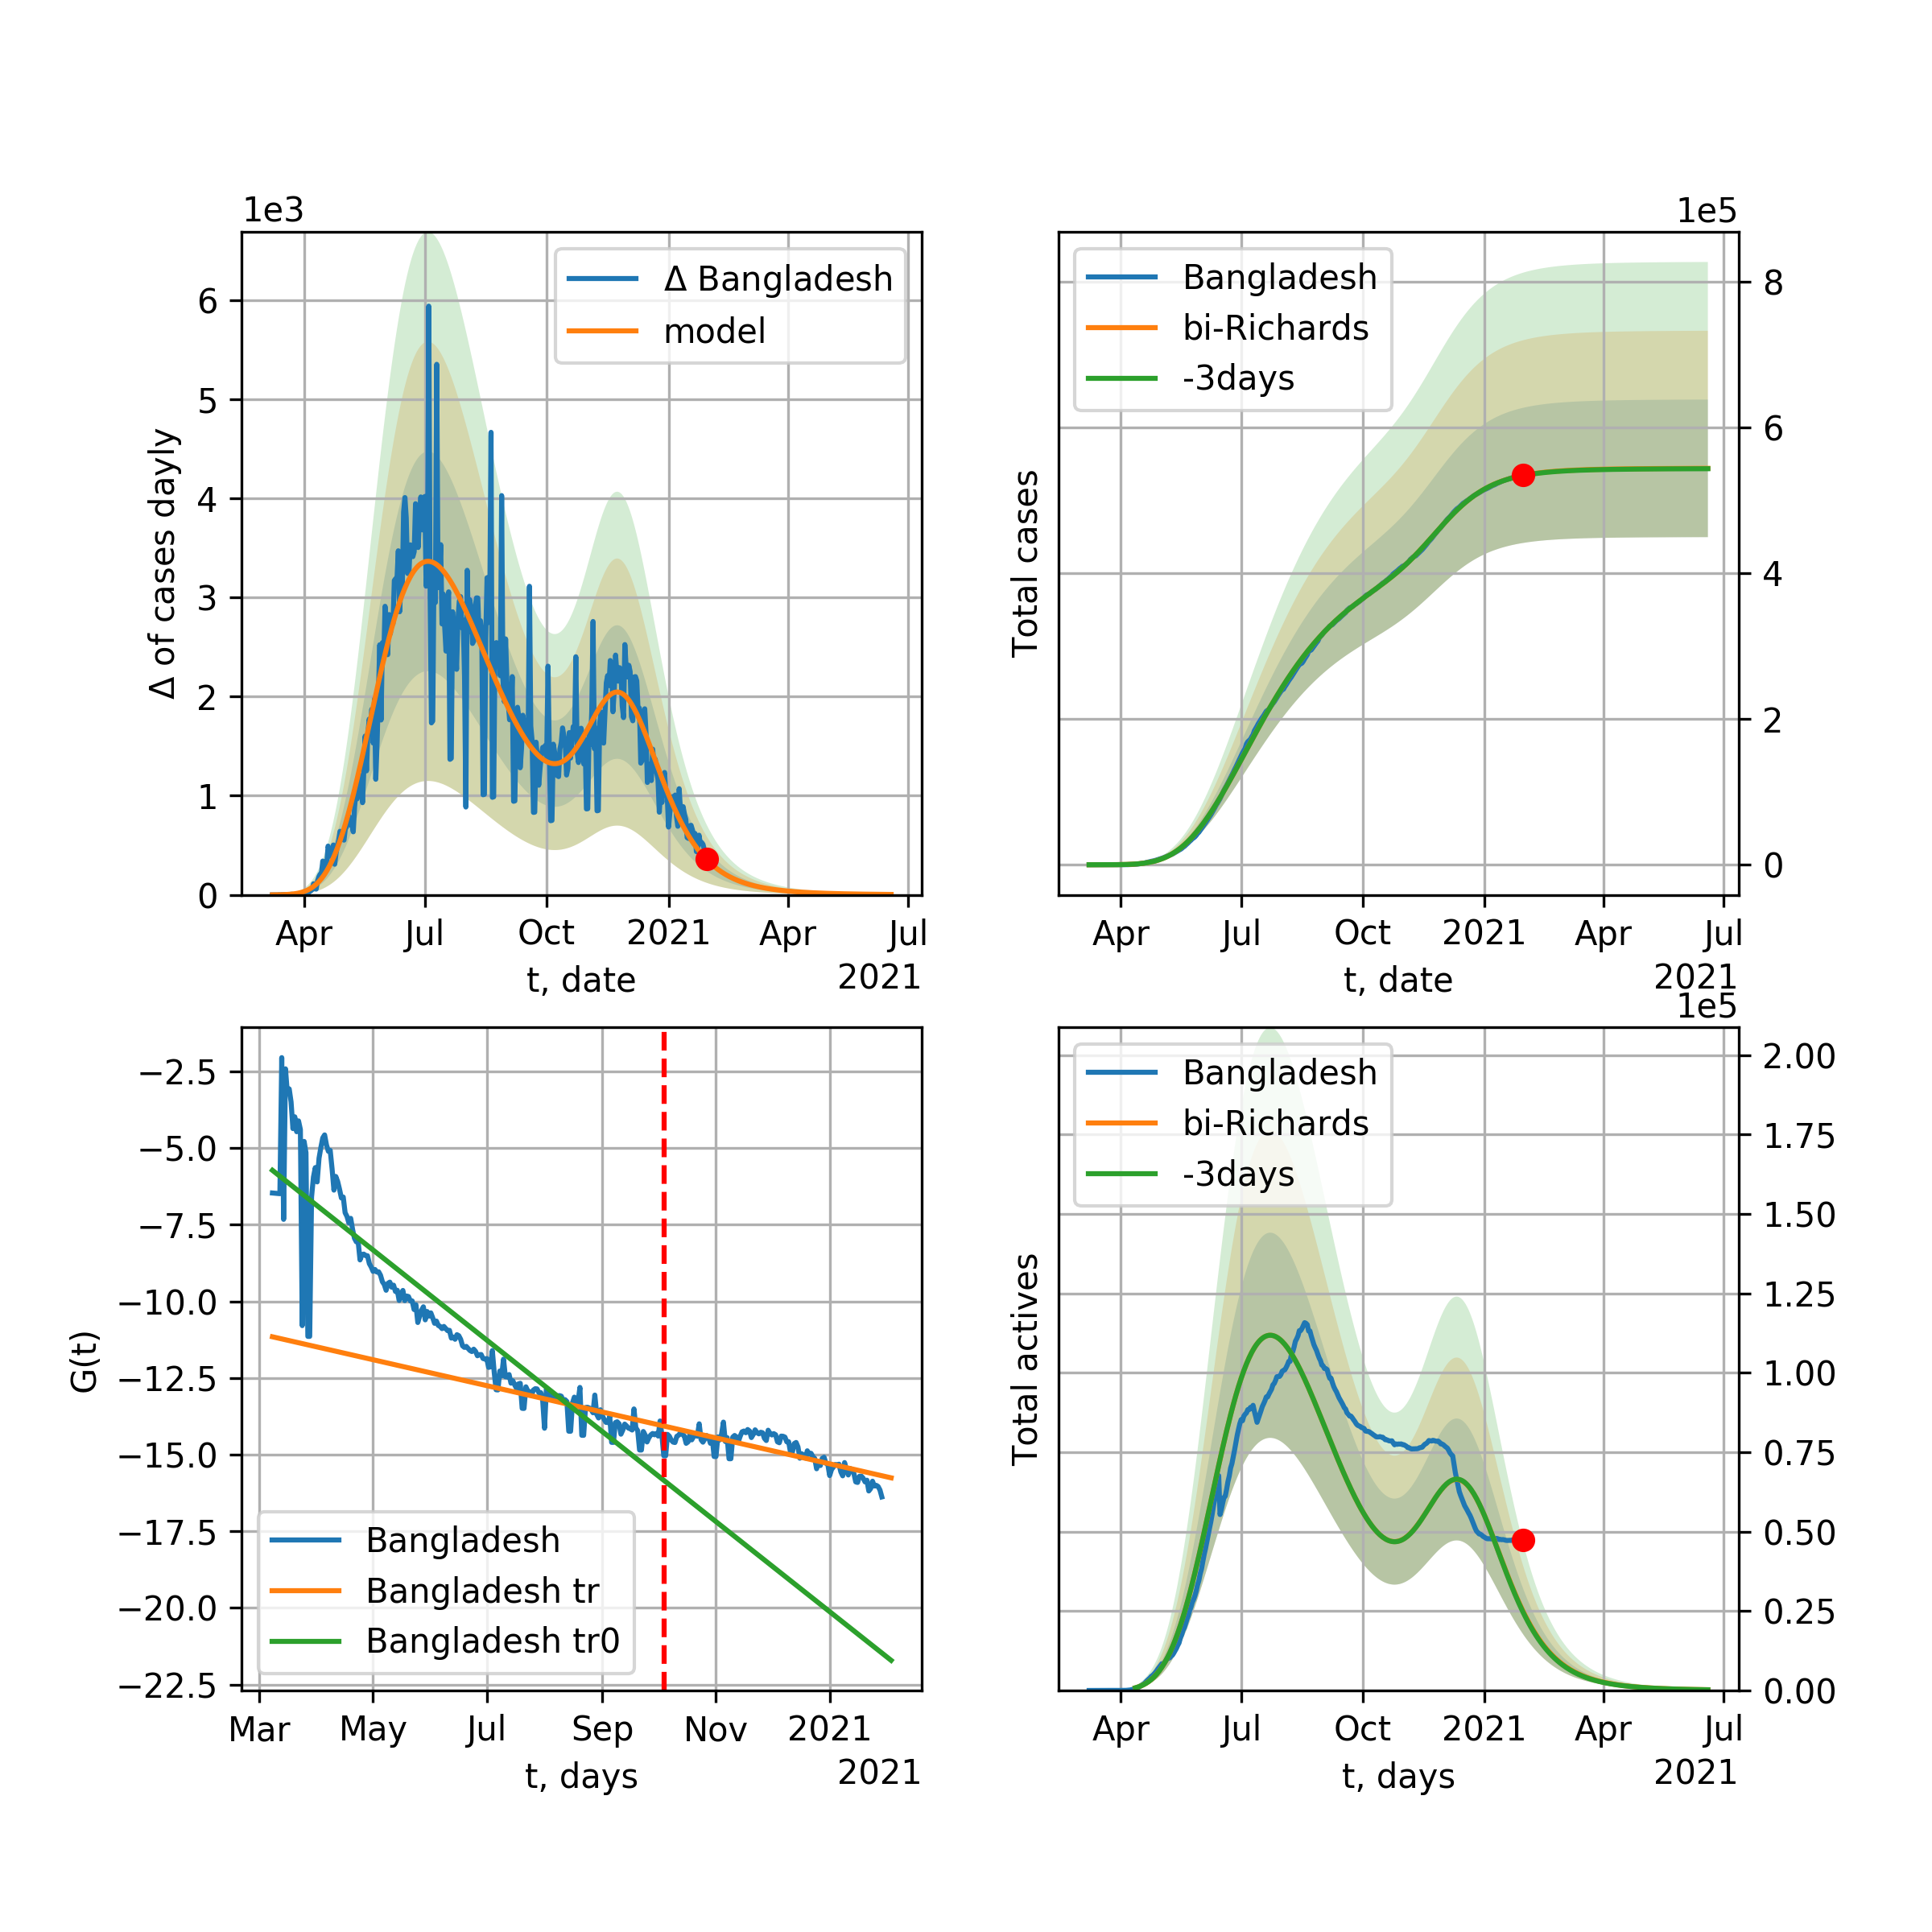 1e3
Δ Bangladesh
model
Δ of cases dayly
6
5
4
3
2
1
0
Apr
Jul
Oct
2021
Apr
Jul
t, date
2021
1e5
Bangladesh
bi-Richards
-3days
Total cases
8
6
4
2
0
Apr
Jul
Oct
2021
Apr
Jul
t, date
2021
G(t)
−2.5
−5.0
−7.5
−10.0
−12.5
−15.0
−17.5
−20.0
−22.5
Bangladesh
Bangladesh tr
Bangladesh tr0
Mar
May
Jul
Sep
Nov
2021
t, days
2021
1e5
Bangladesh
bi-Richards
-3days
Total actives
2.00
1.75
1.50
1.25
1.00
0.75
0.50
0.25
0.00
Apr
Jul
Oct
2021
Apr
Jul
t, days
2021